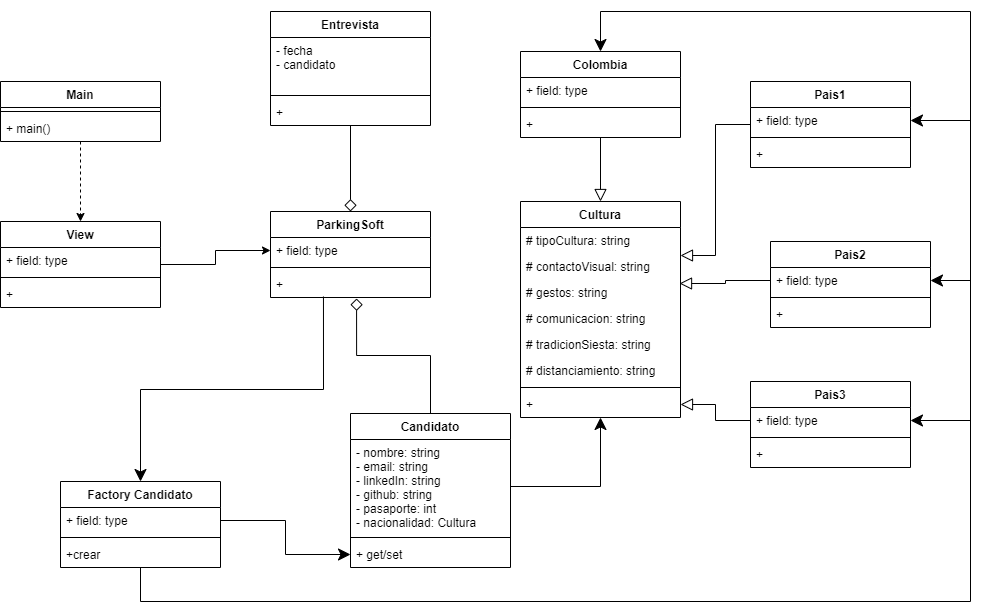 Entrevista
- fecha
- candidato
+
Main
+ main()
View
+ field: type
+
ParkingSoft
+ field: type
+
Colombia
+ field: type
+
Cultura
# tipoCultura: string
# contactoVisual: string
# gestos: string
# comunicacion: string
# tradicionSiesta: string
# distanciamiento: string
+
Pais1
+ field: type
+
Pais2
+ field: type
+
Pais3
+ field: type
+
Factory Candidato
+ field: type
+crear
Candidato
- nombre: string
- email: string
- linkedIn: string
- github: string
- pasaporte: int
- nacionalidad: Cultura
+ get/set